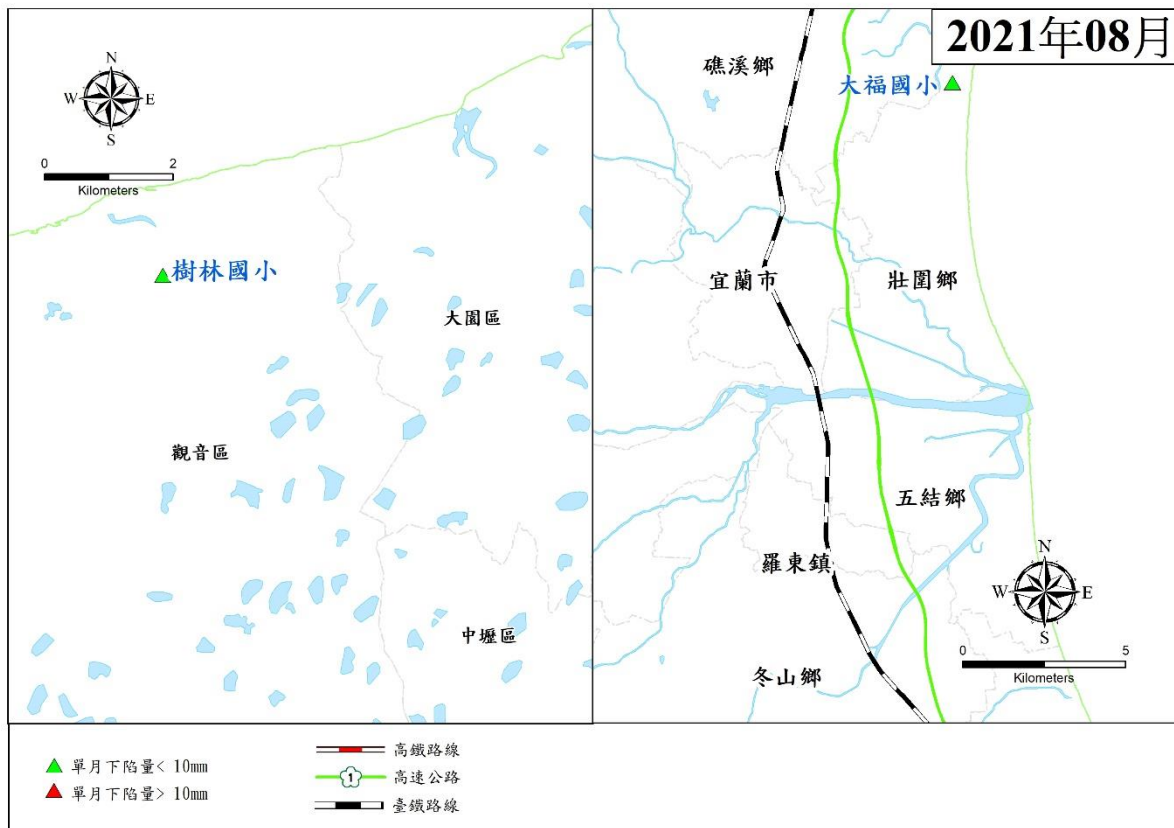 2021年08月
N
W
E
S
0
2
Kilometers
樹林國小
大園區
觀音區
中壢區
礁溪鄉
大福國小
宜蘭市
壯圍鄉
五結鄉
羅東鎮
冬山鄉
N
W
E
S
0
5
Kilometers
單月下陷量< 10mm
單月下陷量> 10mm
高鐵路線
1
高速公路
臺鐵路線